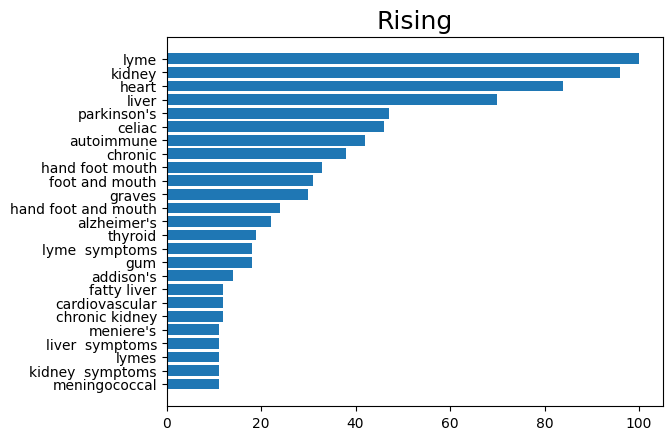 Rising
lyme
kidney
heart
liver
parkinson's
celiac
autoimmune
chronic
hand foot mouth
foot and mouth
graves
hand foot and mouth
alzheimer's
thyroid
lyme  symptoms
gum
addison's
fatty liver
cardiovascular
chronic kidney
meniere's
liver  symptoms
lymes
kidney  symptoms
meningococcal
0 20 40 60 80 100